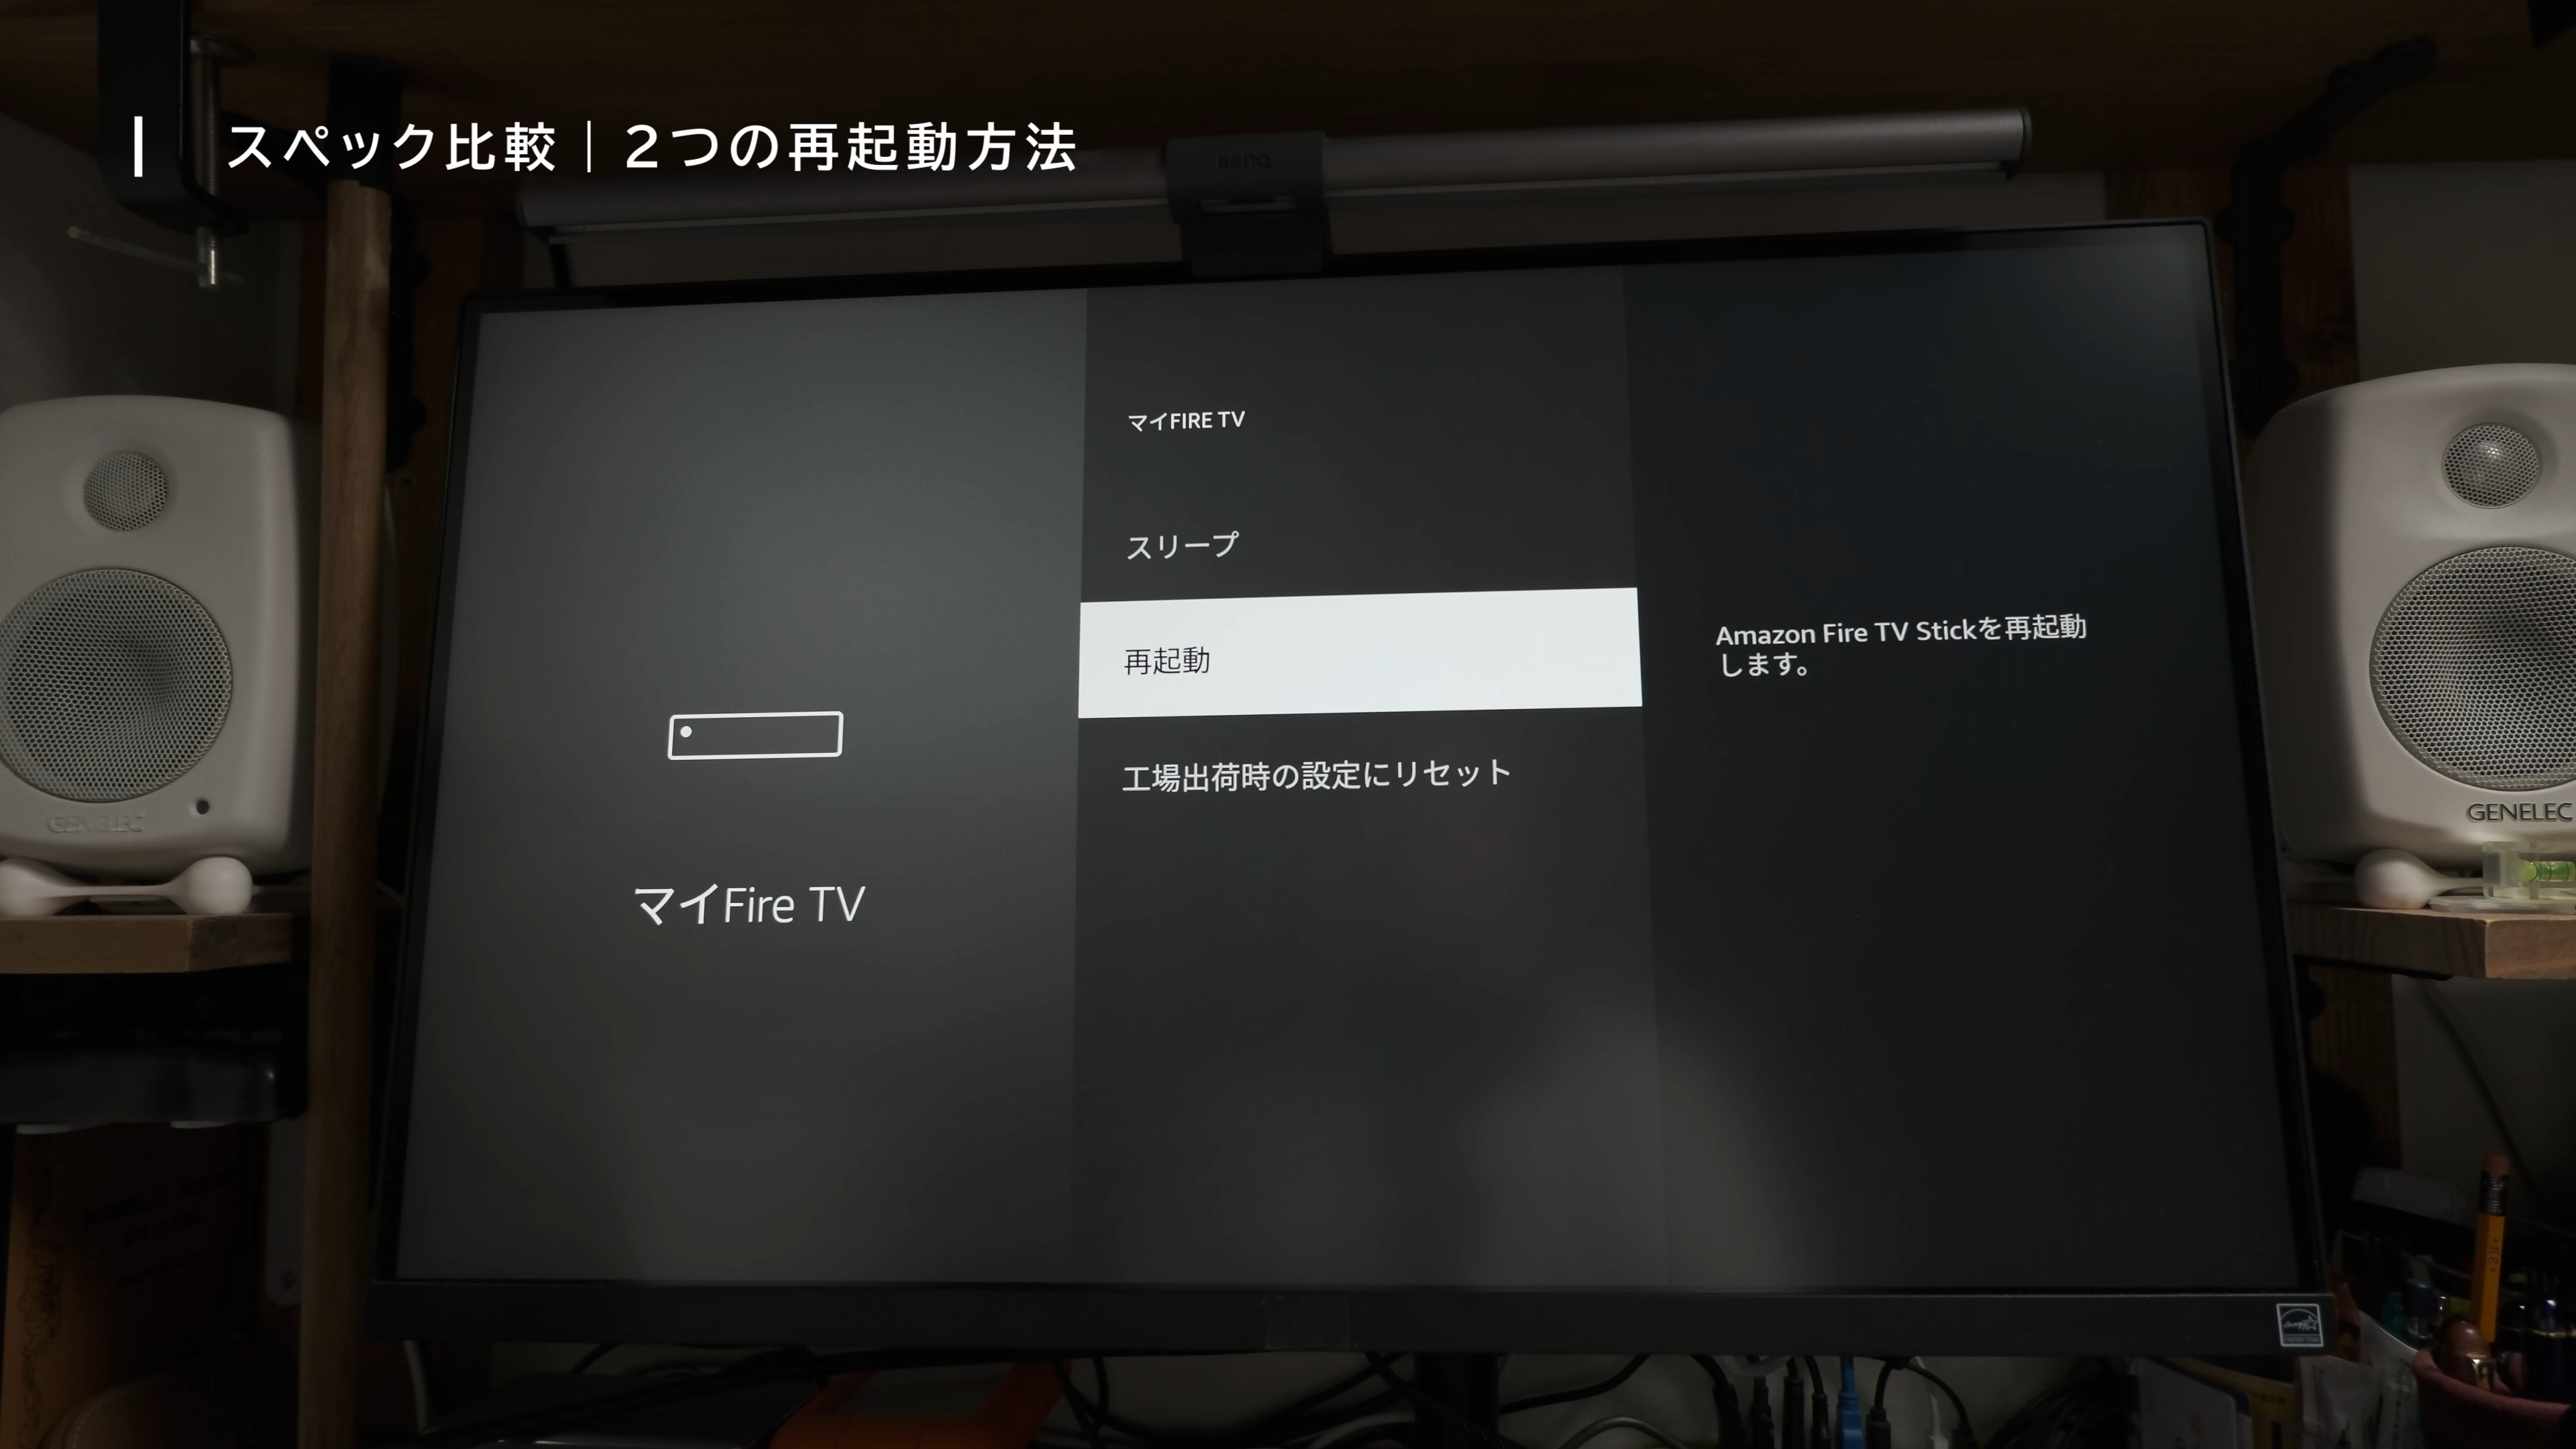 スペック比較｜2つの再起動方法
BenQ
マイFIRE TV
スリープ
再起動
工場出荷時の設定にリセット
Amazon Fire TV Stickを再起動
します。
マイFire TV
GENELEC
GENELEC